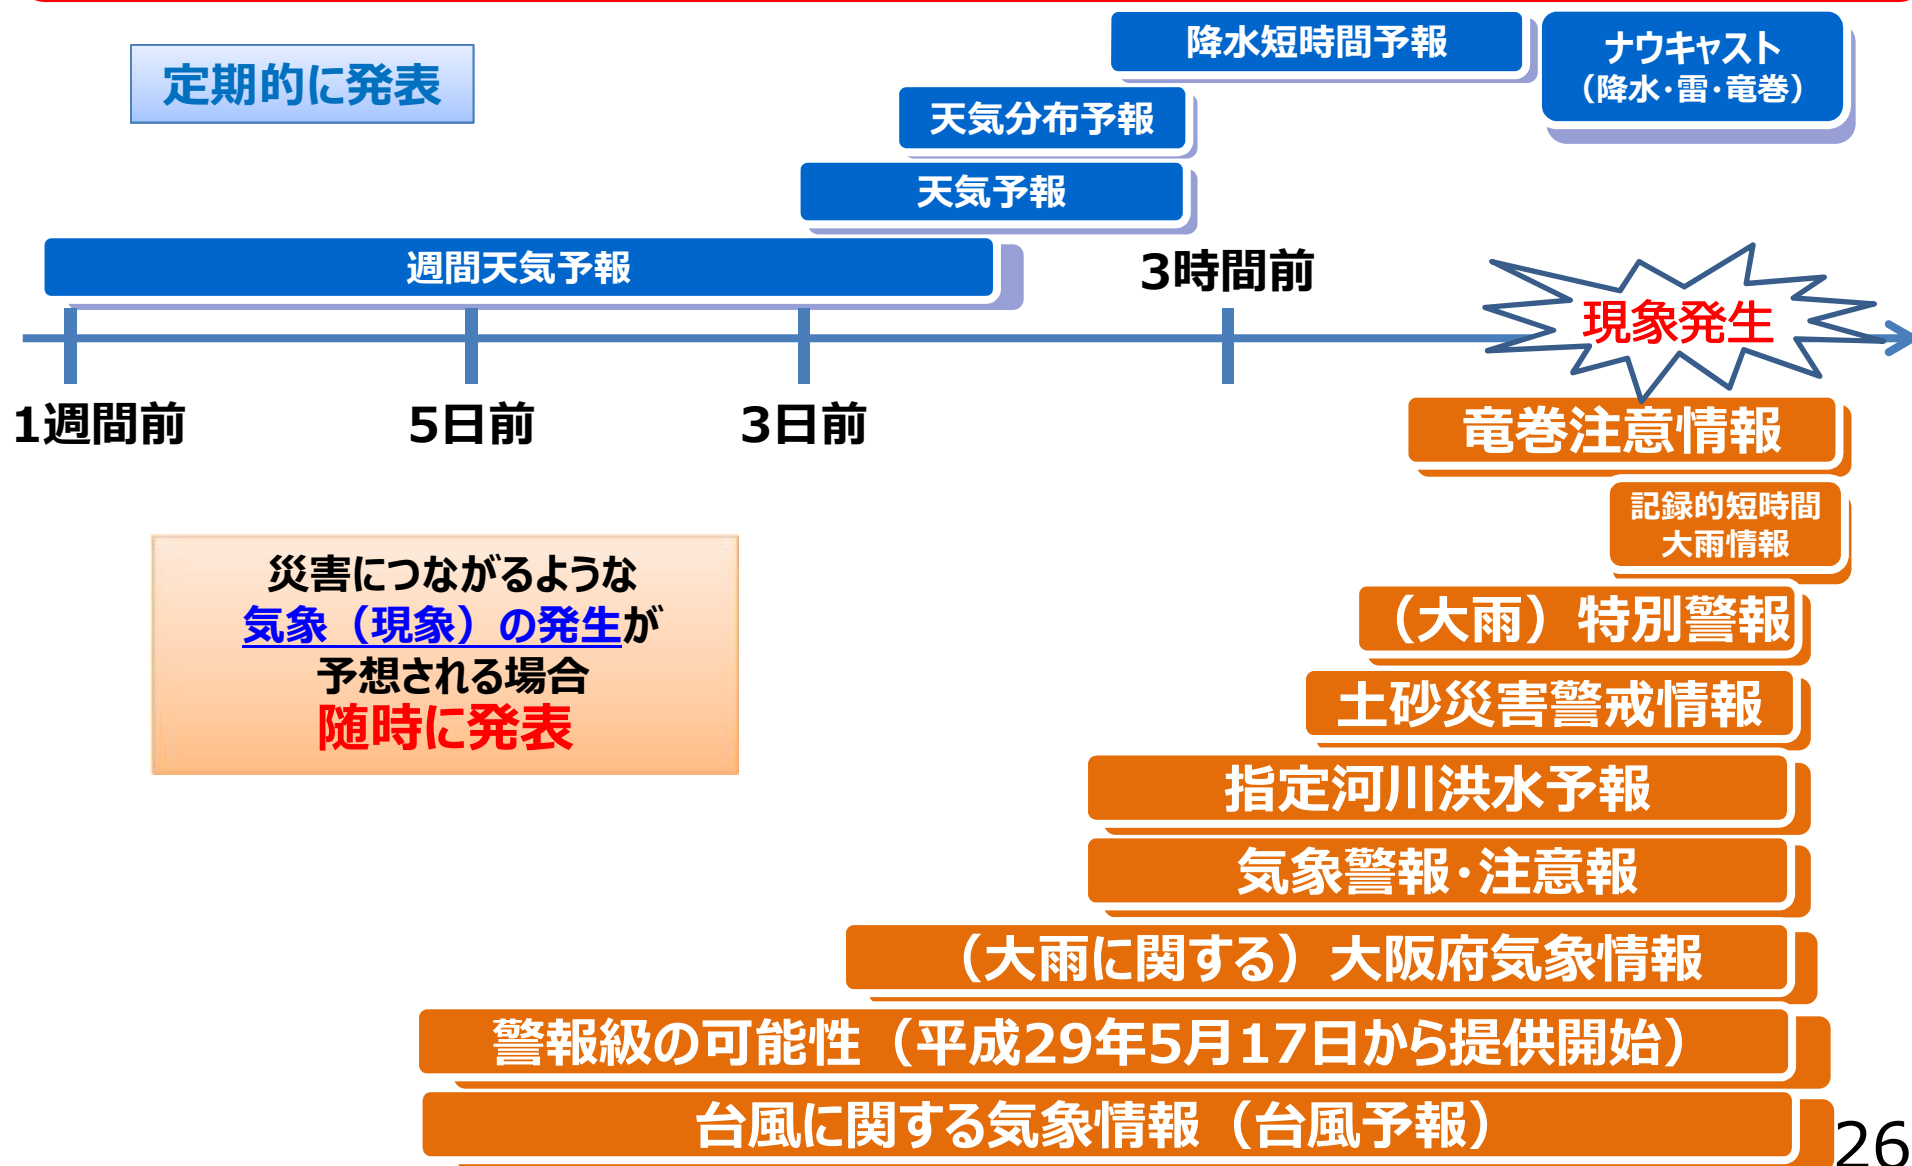 降水短時間予報
ナウキャスト
（降水・雷・竜巻）
定期的に発表
天気分布予報
天気予報
週間天気予報
3時間前
現象発生
1週間前
5日前
3日前
竜巻注意情報
記録的短時間
大雨情報
災害につながるような
気象（現象）の発生が
予想される場合
随時に発表
（大雨）特別警報
土砂災害警戒情報
指定河川洪水予報
気象警報・注意報
（大雨に関する）大阪府気象情報
警報級の可能性（平成29年5月17日から提供開始）
台風に関する気象情報（台風予報）
26